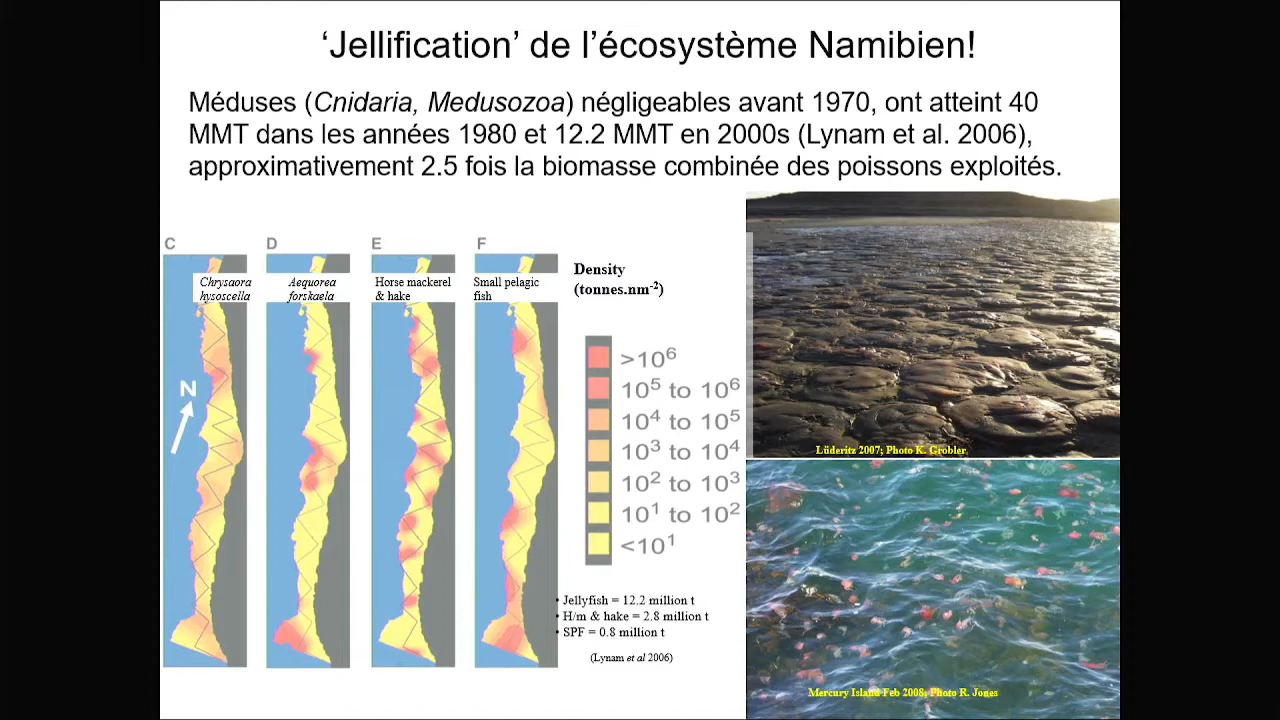 ‘Jellification’ de l’écosystème Namibien!
Méduses (Cnidaria, Medusozoa) négligeables avant 1970, ont atteint 40
MMT dans les années 1980 et 12.2 MMT en 2000s (Lynam et al. 2006),
approximativement 2.5 fois la biomasse combinée des poissons exploités.
C
Chrysaora
hysoscella
N
D
Aequorea
forskaela
E
Horse mackerel
& hake
F
Small pelagic
fish
Density
(tonnes.nm⁻²)
>10⁶
10⁵ to 10⁶
10⁴ to 10⁵
10³ to 10⁴
10² to 10³
10¹ to 10²
<10¹
• Jellyfish = 12.2 million t
• H/m & hake = 2.8 million t
• SPF = 0.8 million t
(Lynam et al 2006)
Lüderitz 2007; Photo K. Grobler.
Mercury Island Feb 2008; Photo R. Jones